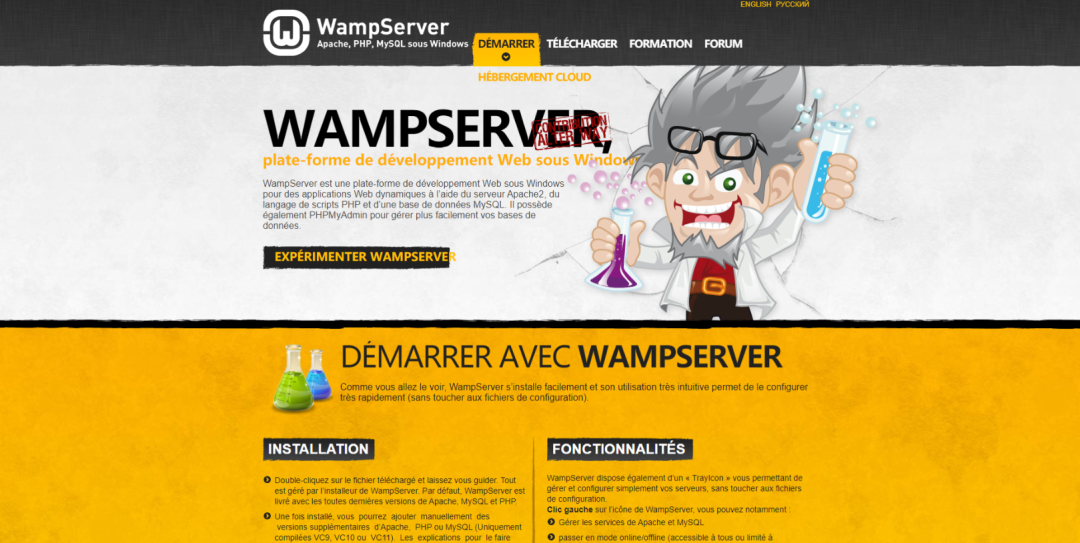 ENGLISH РУССКИЙ
WampServer
Apache, PHP, MySQL sous Windows
DÉMARRER TÉLÉCHARGER FORMATION FORUM
HÉBERGEMENT CLOUD
WAMPSERVER,
CONTRIBUTION
ALTER WAY
plate-forme de développement Web sous Windows
WampServer est une plate-forme de développement Web sous Windows
pour des applications Web dynamiques à l'aide du serveur Apache2, du
langage de scripts PHP et d'une base de données MySQL. Il possède
également PHPMyAdmin pour gérer plus facilement vos bases de
données.
EXPÉRIMENTER WAMPSERVER
DÉMARRER AVEC WAMPSERVER
Comme vous allez le voir, WampServer s'installe facilement et son utilisation très intuitive permet de le configurer
très rapidement (sans toucher aux fichiers de configuration).
INSTALLATION
Double-cliquez sur le fichier téléchargé et laissez vous guider. Tout
est géré par l'installeur de WampServer. Par défaut, WampServer est
livré avec les toutes dernières versions de Apache, MySQL et PHP.
Une fois installé, vous pourrez ajouter manuellement des
versions supplémentaires d'Apache, PHP ou MySQL (Uniquement
compilées VC9, VC10 ou VC11). Les explications pour le faire
FONCTIONNALITÉS
WampServer dispose également d'un « TrayIcon » vous permettant de
gérer et configurer simplement vos serveurs, sans toucher aux fichiers
de configuration.
Clic gauche sur l'icône de WampServer, vous pouvez notamment :
Gérer les services de Apache et MySQL
passer en mode online/offline (accessible à tous ou limité à